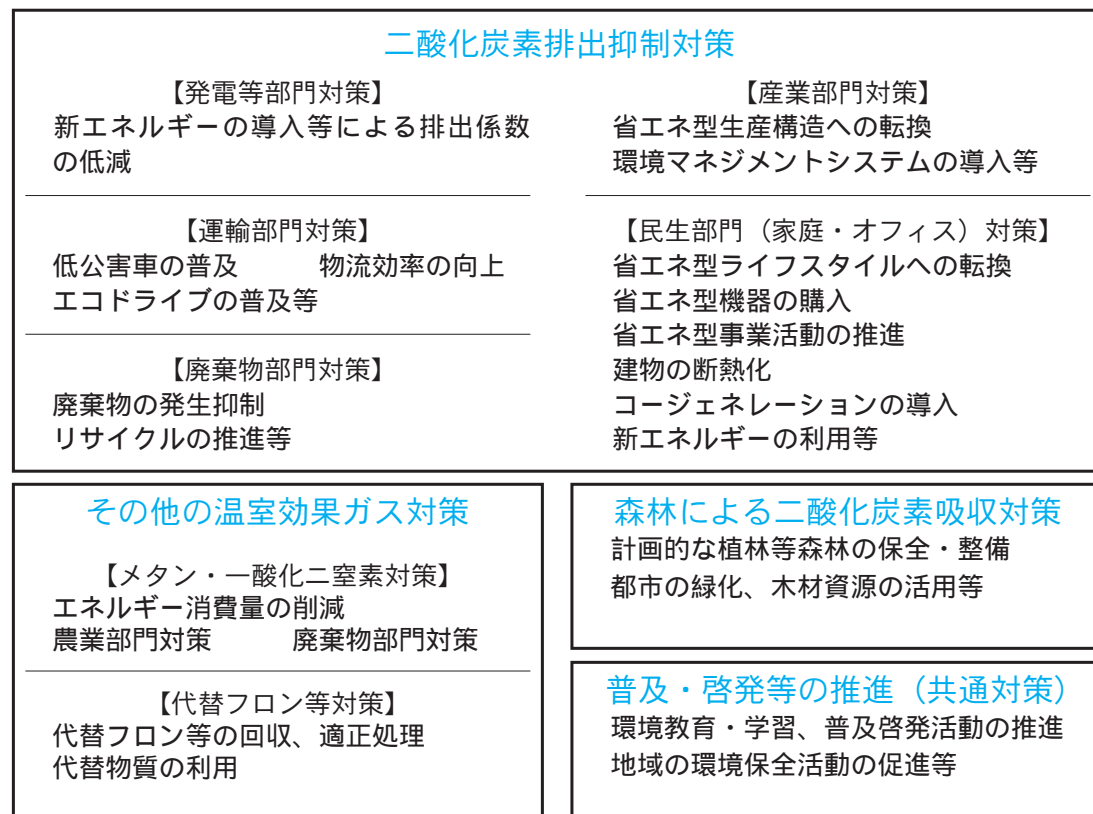 二酸化炭素排出抑制対策
【発電等部門対策】
新エネルギーの導入等による排出係数
の低減
【運輸部門対策】
低公害車の普及　　　物流効率の向上
エコドライブの普及等
【廃棄物部門対策】
廃棄物の発生抑制
リサイクルの推進等
【産業部門対策】
省エネ型生産構造への転換
環境マネジメントシステムの導入等
【民生部門（家庭・オフィス）対策】
省エネ型ライフスタイルへの転換
省エネ型機器の購入
省エネ型事業活動の推進
建物の断熱化
コージェネレーションの導入
新エネルギーの利用等
その他の温室効果ガス対策
【メタン・一酸化二窒素対策】
エネルギー消費量の削減
農業部門対策　　　廃棄物部門対策
【代替フロン等対策】
代替フロン等の回収、適正処理
代替物質の利用
森林による二酸化炭素吸収対策
計画的な植林等森林の保全・整備
都市の緑化、木材資源の活用等
普及・啓発等の推進（共通対策）
環境教育・学習、普及啓発活動の推進
地域の環境保全活動の促進等